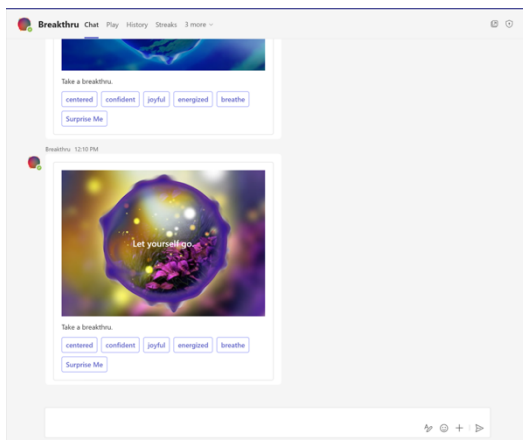 Breakthru Chat Play History Streaks 3 more
Take a breakthru.
centered confident joyful energized breathe
Surprise Me
Breakthru 12:10 PM
Let yourself go.
Take a breakthru.
centered confident joyful energized breathe
Surprise Me